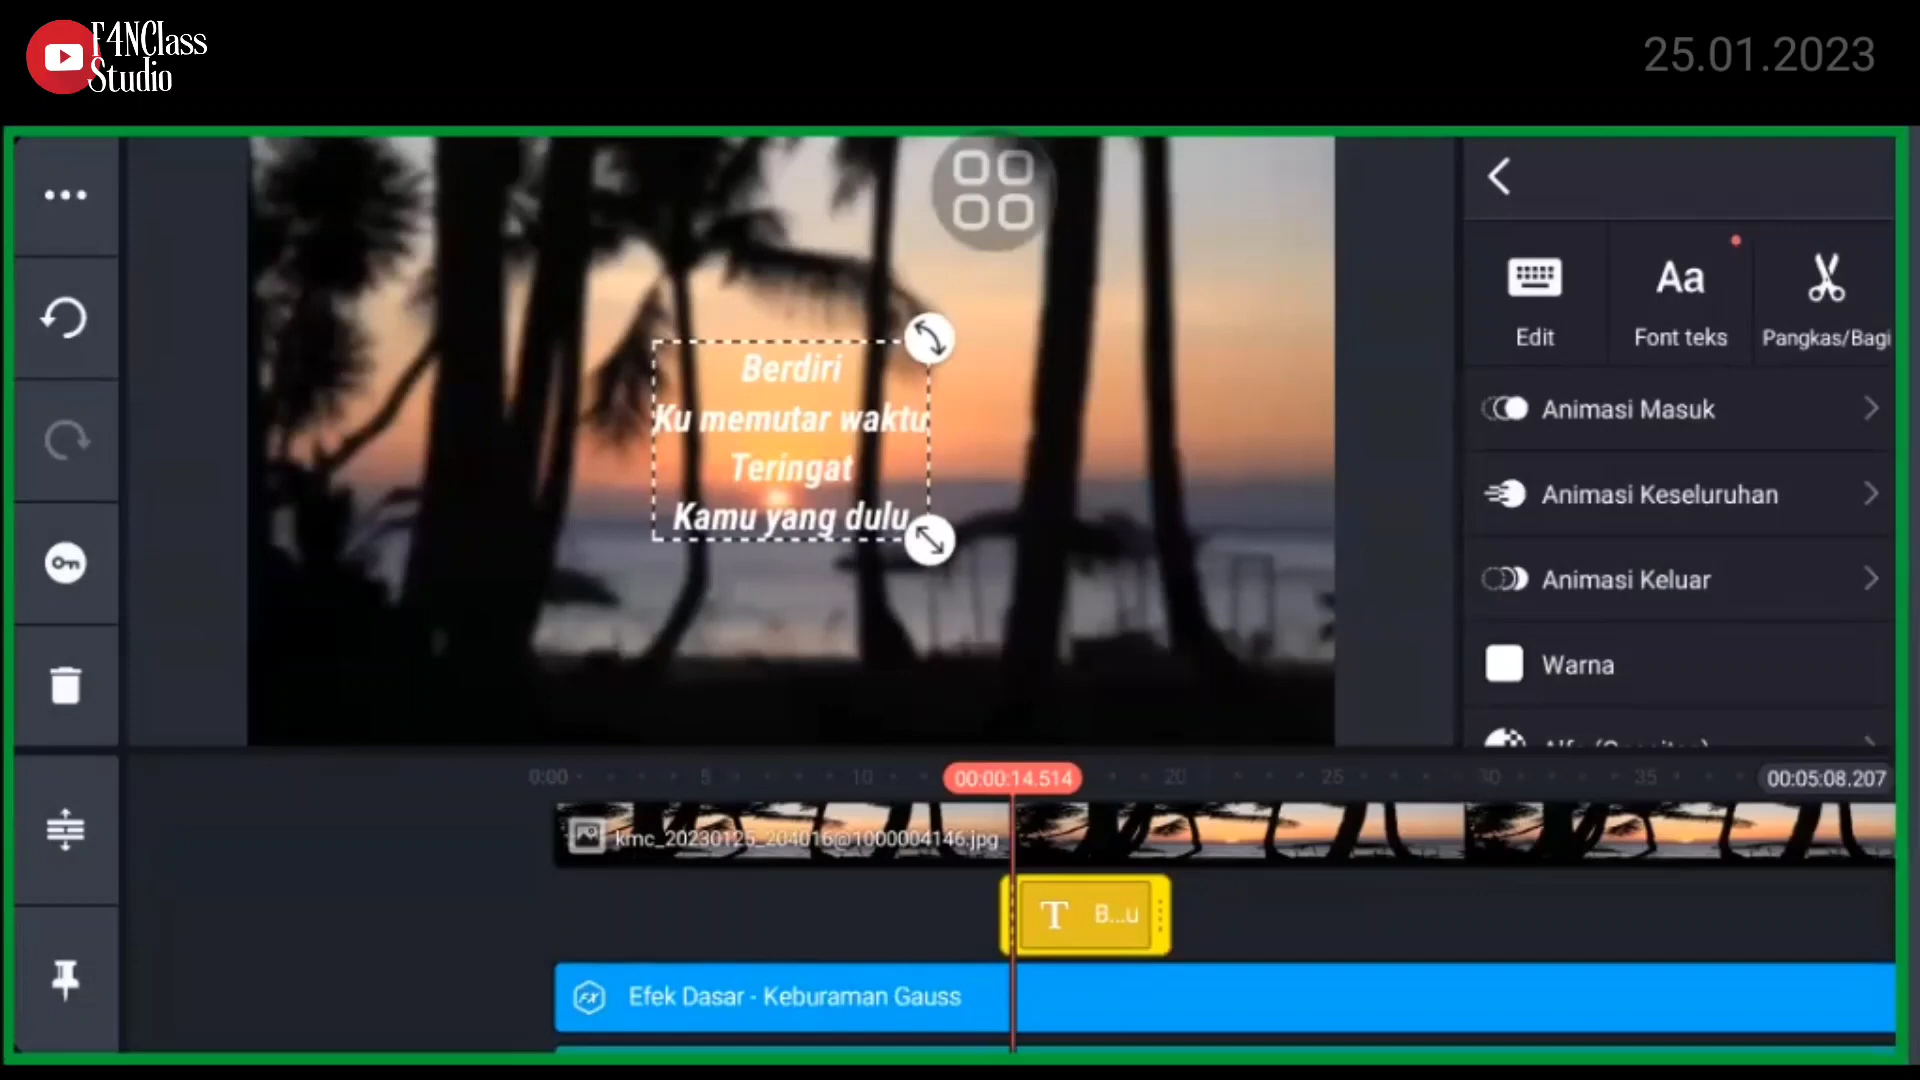 F4NClass
Studio
25.01.2023
Berdiri
Ku memutar waktu
Teringat
Kamu yang dulu
Edit
Aa
Font teks
Pangkas/Bagi
Animasi Masuk
Animasi Keseluruhan
Animasi Keluar
Warna
0:00
5
10
00:00:14.514
20
25
30
35
00:05:08.207
kmc_20230125_204016@1000004146.jpg
T B...u
FX Efek Dasar - Keburaman Gauss